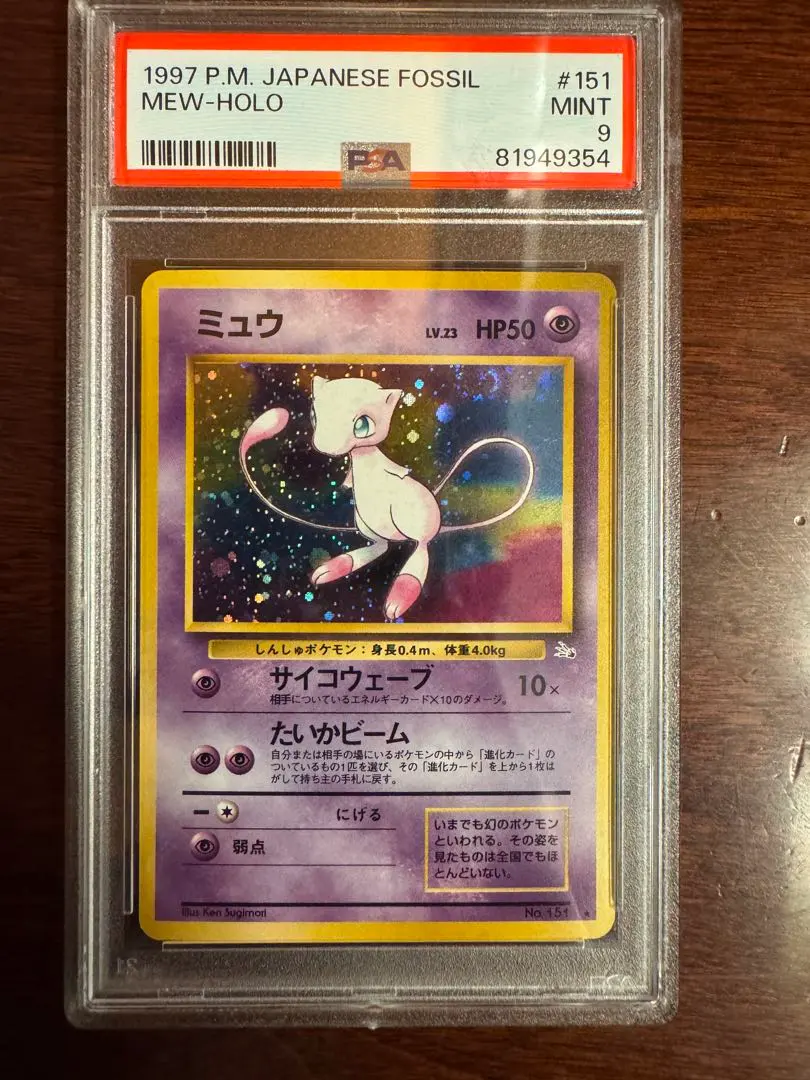 1997 P.M. JAPANESE FOSSIL #151
MEW-HOLO MINT
9
PSA 81949354
ミュウ LV.23 HP50
しんしゅポケモン：身長0.4m、体重4.0kg
サイコウェーブ 10×
相手についているエネルギーカード×10のダメージ。
たいかビーム
自分または相手の場にいるポケモンの中から「進化カード」の
ついているもの1匹を選び、その「進化カード」を上から1枚は
がして持ち主の手札に戻す。
にげる
弱点
いまでも幻のポケモン
といわれる。その姿を
見たものは全国でもほ
とんどいない。
Illus Ken Sugimori No.151 ★